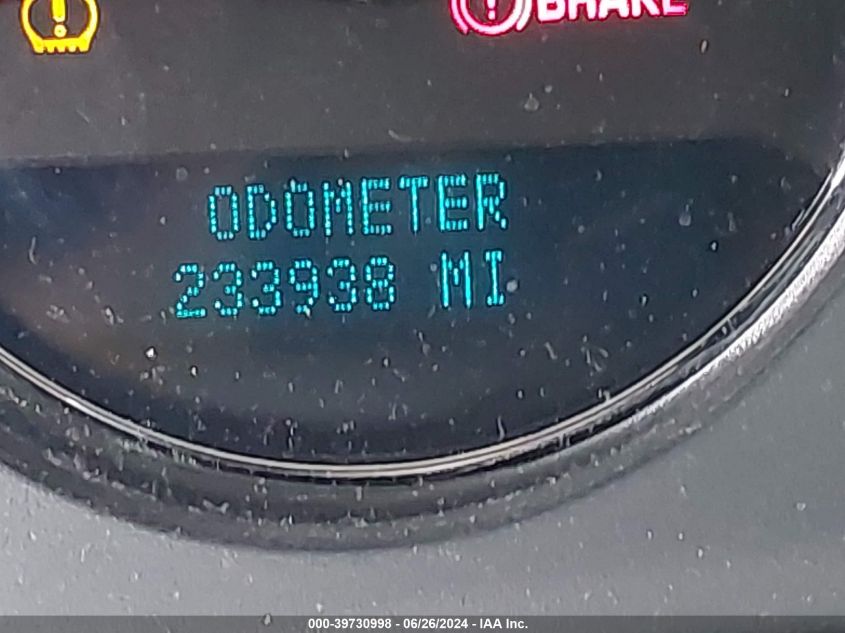 BRAKE
ODOMETER
233938 MI
000-39730998 - 06/26/2024 - IAA Inc.